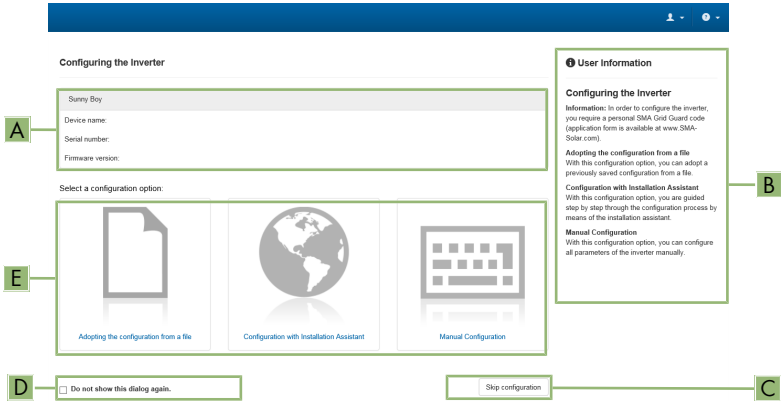 Configuring the Inverter
Sunny Boy
Device name:
Serial number:
Firmware version:
A
Select a configuration option:
E
Adopting the configuration from a file
Configuration with Installation Assistant
Manual Configuration
D
Do not show this dialog again.
Skip configuration
C
User Information
Configuring the Inverter
Information: In order to configure the inverter,
you require a personal SMA Grid Guard code
(application form is available at www.SMA-
Solar.com).
Adopting the configuration from a file
With this configuration option, you can adopt a
previously saved configuration from a file.
Configuration with Installation Assistant
With this configuration option, you are guided
step by step through the configuration process by
means of the installation assistant.
Manual Configuration
With this configuration option, you can configure
all parameters of the inverter manually.
B